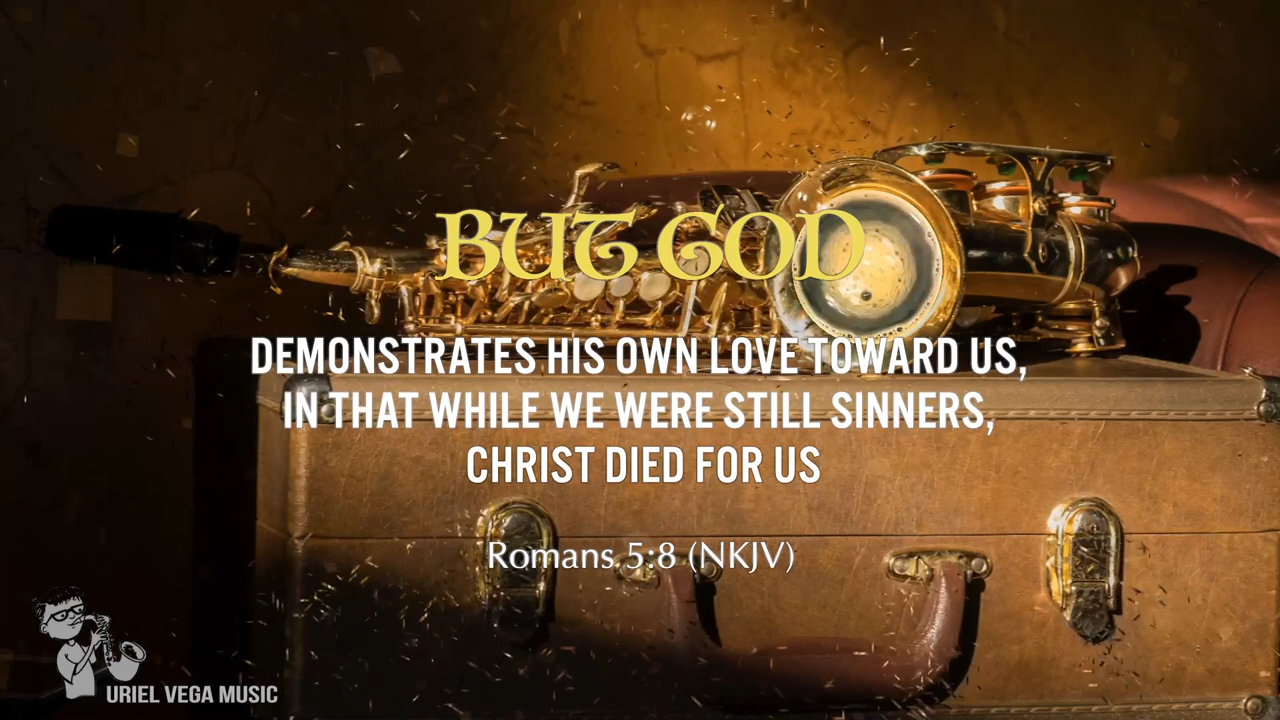 BUT GOD
DEMONSTRATES HIS OWN LOVE TOWARD US,
IN THAT WHILE WE WERE STILL SINNERS,
CHRIST DIED FOR US
Romans 5:8 (NKJV)
URIEL VEGA MUSIC